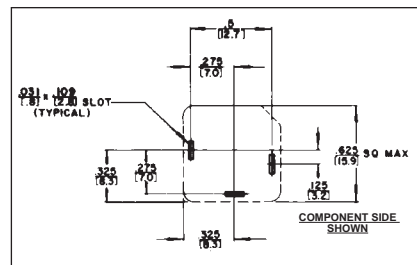 .5
[12.7]
.275
[7.0]
.031 x .109 SLOT
[.8] [2.8]
(TYPICAL)
.625 SQ MAX
[15.9]
.325
[8.3]
.275
[7.0]
.125
[3.2]
COMPONENT SIDE
SHOWN
.325
[8.3]